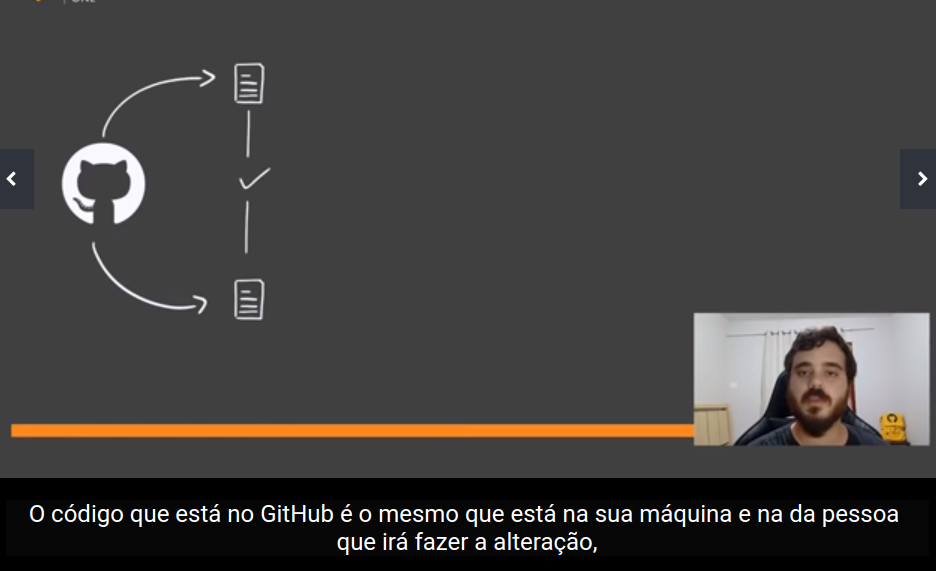 O código que está no GitHub é o mesmo que está na sua máquina e na da pessoa
que irá fazer a alteração,